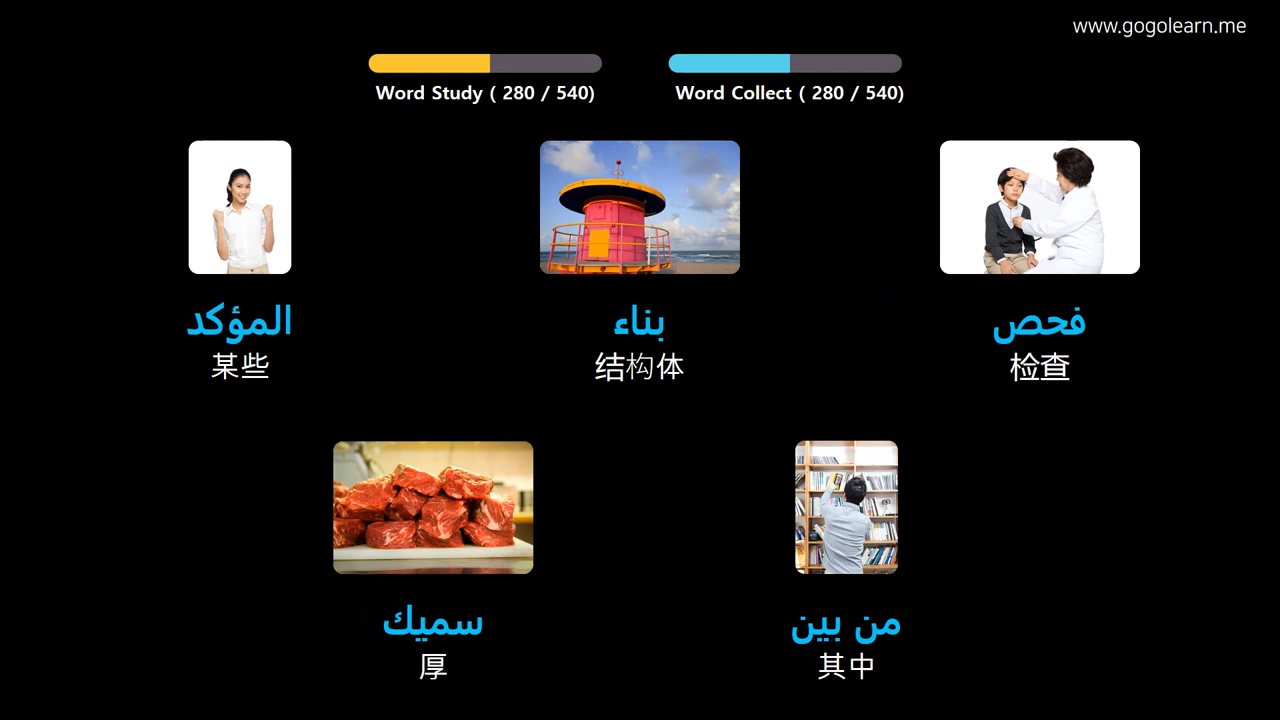 www.gogolearn.me
Word Study ( 280 / 540)
Word Collect ( 280 / 540)
المؤكد
某些
بناء
结构体
فحص
检查
سميك
厚
من بين
其中